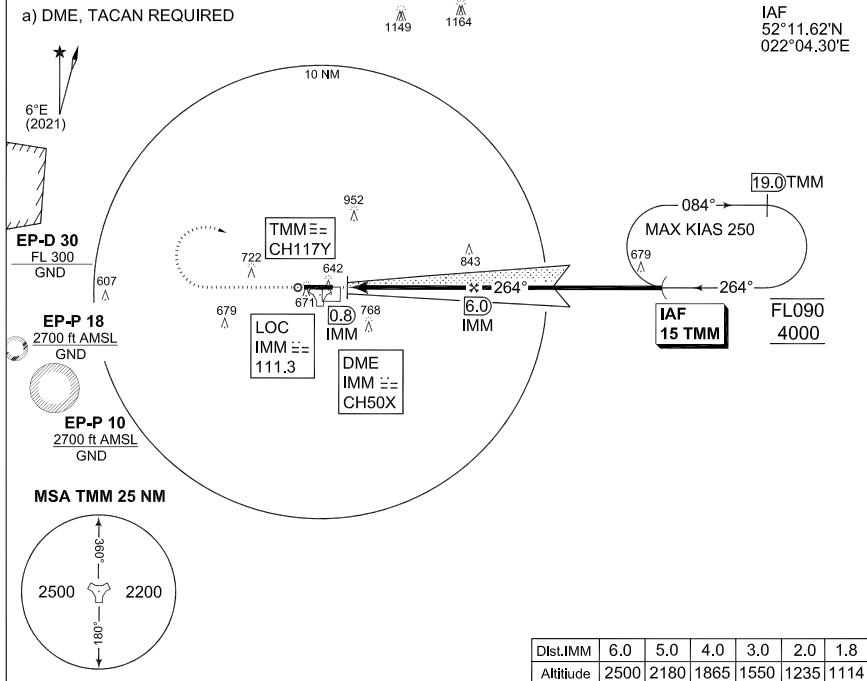 a) DME, TACAN REQUIRED
1149
1164
IAF
52°11.62'N
022°04.30'E
6°E
(2021)
10 NM
19.0 TMM
084°
MAX KIAS 250
952
TMM
CH117Y
EP-D 30
FL 300
GND
722
642
843
679
607
264°
264°
671
6.0
IMM
0.8
IMM
768
679
IAF
15 TMM
FL090
4000
EP-P 18
2700 ft AMSL
GND
LOC
IMM
111.3
DME
IMM
CH50X
EP-P 10
2700 ft AMSL
GND
MSA TMM 25 NM
360°
2500
2200
180°
Dist.IMM 6.0 5.0 4.0 3.0 2.0 1.8
Altitiude 2500 2180 1865 1550 1235 1114